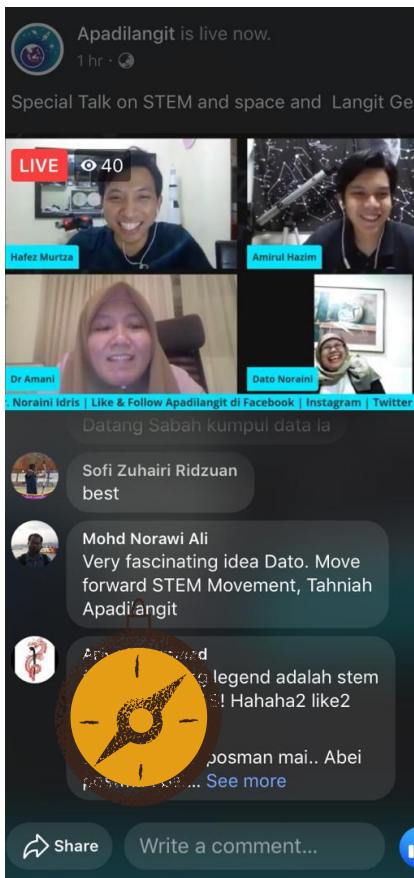 Apadilangit is live now.
1 hr ·
Special Talk on STEM and space and Langit Ge
LIVE 40
Hafez Murtza
Amirul Hazim
Dr Amani
Dato Noraini
. Noraini Idris | Like & Follow Apadilangit di Facebook | Instagram | Twitter
Datang Sabah kumpul data la
Sofi Zuhairi Ridzuan
best
Mohd Norawi Ali
Very fascinating idea Dato. Move
forward STEM Movement, Tahniah
Apadilangit
legend adalah stem
! Hahaha2 like2
posman mai.. Abei
... See more
Share
Write a comment...